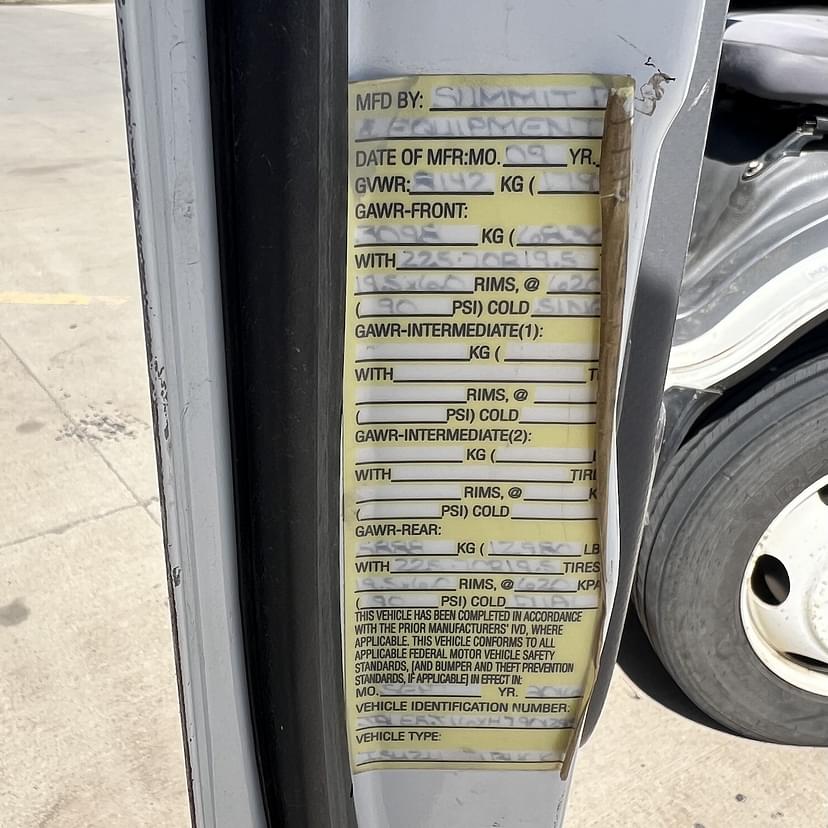 MFD BY: SUMMIT
EQUIPMENT
DATE OF MFR:MO. 09 YR.
GVWR: 8142 KG (
GAWR-FRONT:
3098 KG (
WITH 225-70R19.5
19.5x6.0 RIMS, @ 620
( 90 PSI) COLD SING
GAWR-INTERMEDIATE(1):
KG (
WITH
RIMS, @
( PSI) COLD
GAWR-INTERMEDIATE(2):
KG (
WITH TIRE
RIMS, @ K
( PSI) COLD
GAWR-REAR:
KG ( LB
WITH 225-70R19.5 TIRES
19.5x6.0 RIMS, @ 620 KPA
( 90 PSI) COLD DUAL
THIS VEHICLE HAS BEEN COMPLETED IN ACCORDANCE
WITH THE PRIOR MANUFACTURERS' IVD, WHERE
APPLICABLE. THIS VEHICLE CONFORMS TO ALL
APPLICABLE FEDERAL MOTOR VEHICLE SAFETY
STANDARDS, [AND BUMPER AND THEFT PREVENTION
STANDARDS, IF APPLICABLE] IN EFFECT IN:
MO. YR.
VEHICLE IDENTIFICATION NUMBER:
VEHICLE TYPE: